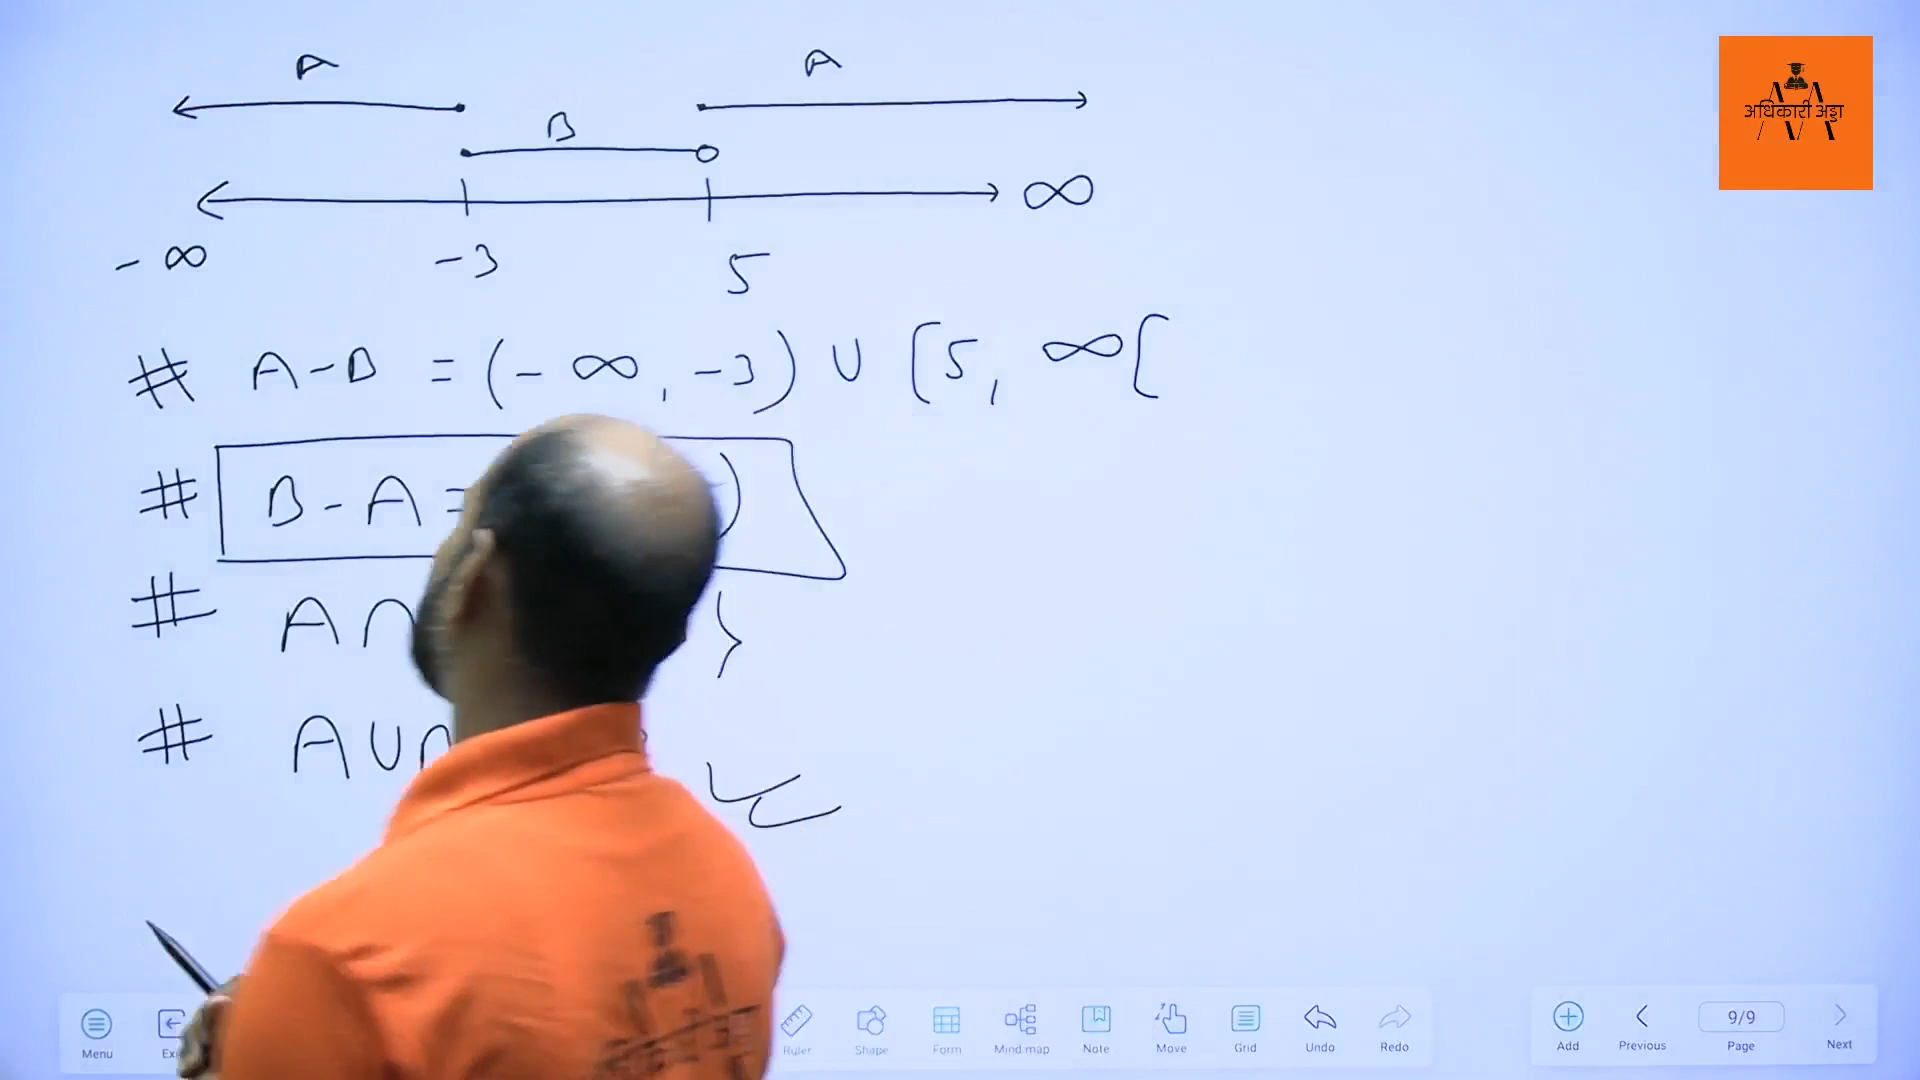 A A
B
∞
- ∞ -3 5
# A-B = (- ∞, -3) ∪ [5, ∞[
# B - A = )
# A ∩ }
# A ∪
अधिकारी अड्डा
Menu Ruler Shape Form Mind map Note Move Grid Undo Redo Add Previous 9/9 Page Next